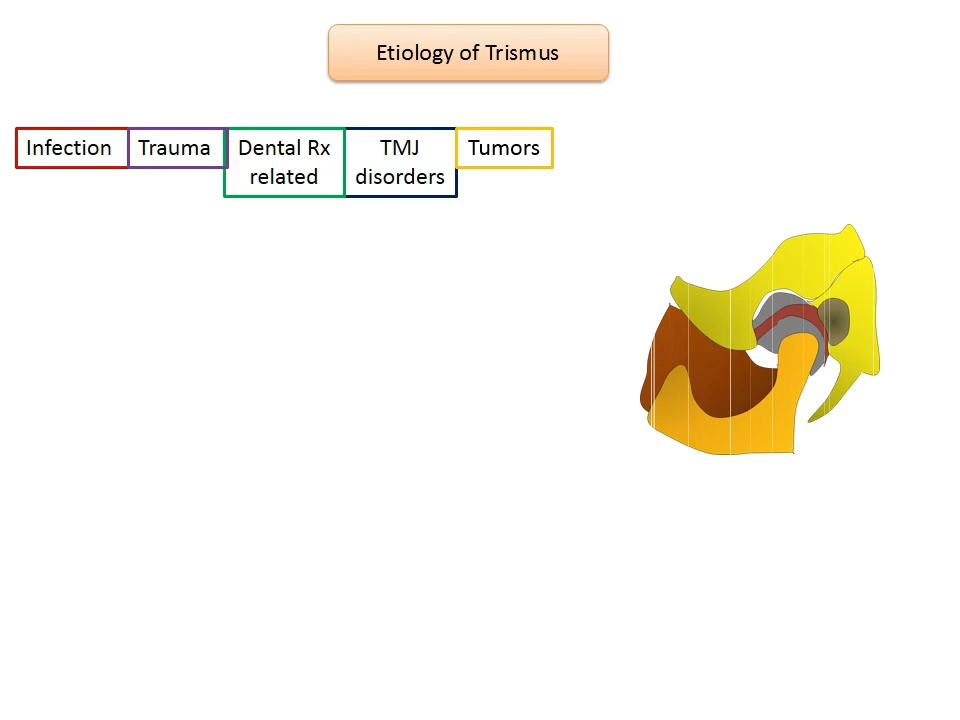 Etiology of Trismus
Infection
Trauma
Dental Rx
related
TMJ
disorders
Tumors